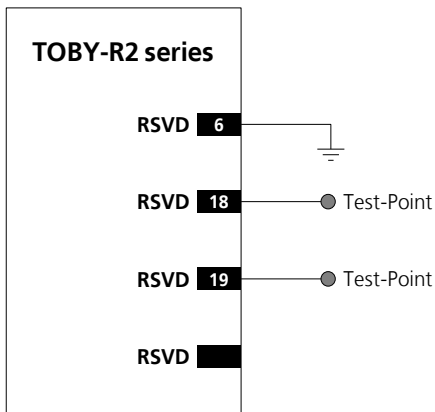 TOBY-R2 series
RSVD 6
RSVD 18 Test-Point
RSVD 19 Test-Point
RSVD